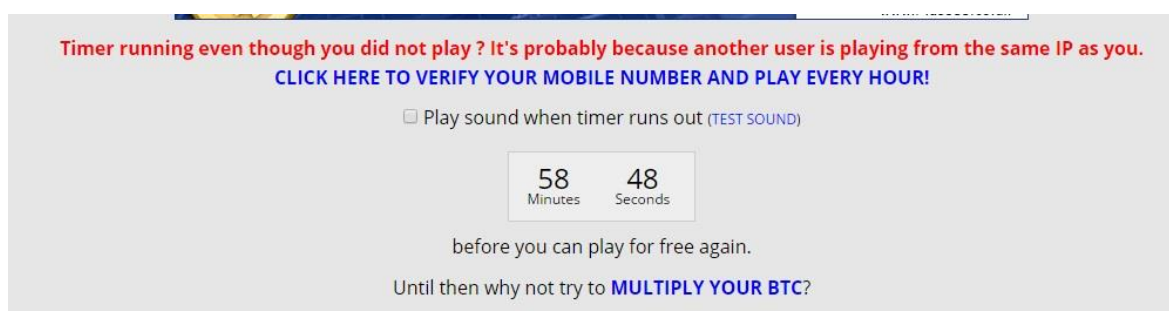 Timer running even though you did not play ? It's probably because another user is playing from the same IP as you.
CLICK HERE TO VERIFY YOUR MOBILE NUMBER AND PLAY EVERY HOUR!
Play sound when timer runs out (TEST SOUND)
58 48
Minutes Seconds
before you can play for free again.
Until then why not try to MULTIPLY YOUR BTC?